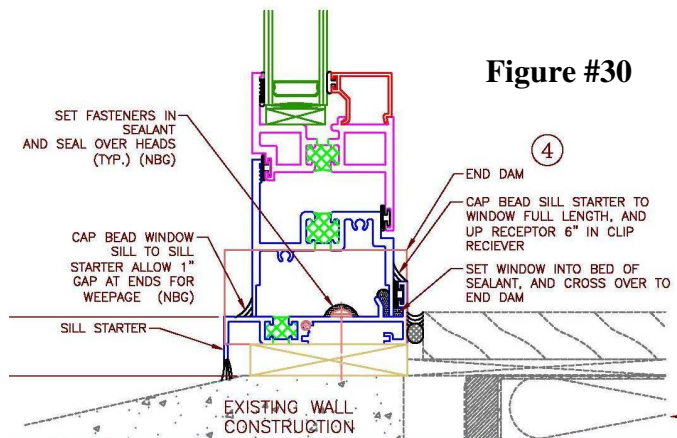 Figure #30
SET FASTENERS IN
SEALANT
AND SEAL OVER HEADS
(TYP.) (NBG)
4
END DAM
CAP BEAD SILL STARTER TO
WINDOW FULL LENGTH, AND
UP RECEPTOR 6" IN CLIP
RECIEVER
CAP BEAD WINDOW
SILL TO SILL
STARTER ALLOW 1"
GAP AT ENDS FOR
WEEPAGE (NBG)
SET WINDOW INTO BED OF
SEALANT, AND CROSS OVER TO
END DAM
SILL STARTER
EXISTING WALL
CONSTRUCTION